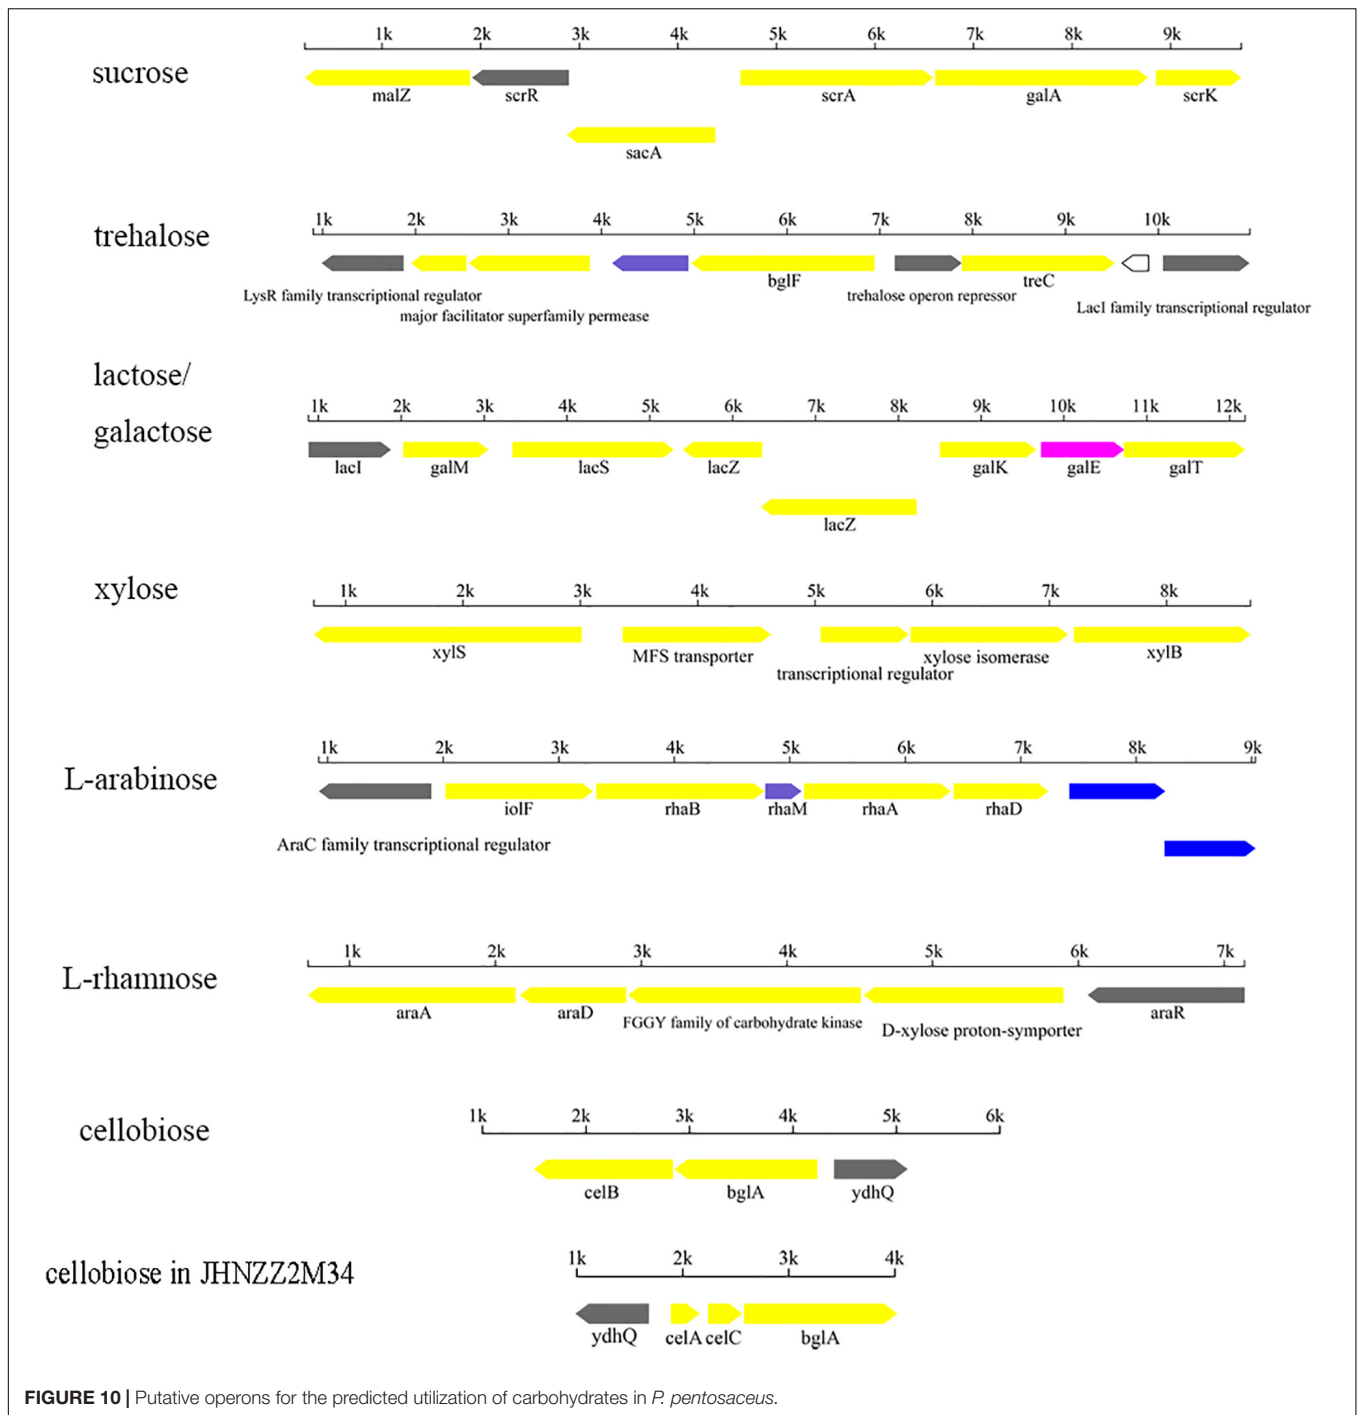 1k 2k 3k 4k 5k 6k 7k 8k 9k
sucrose
malZ scrR scrA galA scrK
sacA
1k 2k 3k 4k 5k 6k 7k 8k 9k 10k
trehalose
bglF treC
LysR family transcriptional regulator trehalose operon repressor
major facilitator superfamily permease LacI family transcriptional regulator
lactose/
1k 2k 3k 4k 5k 6k 7k 8k 9k 10k 11k 12k
galactose
lacI galM lacS lacZ galK galE galT
lacZ
1k 2k 3k 4k 5k 6k 7k 8k
xylose
xylS MFS transporter xylose isomerase xylB
transcriptional regulator
1k 2k 3k 4k 5k 6k 7k 8k 9k
L-arabinose
iolF rhaB rhaM rhaA rhaD
AraC family transcriptional regulator
1k 2k 3k 4k 5k 6k 7k
L-rhamnose
araA araD FGGY family of carbohydrate kinase D-xylose proton-symporter araR
1k 2k 3k 4k 5k 6k
cellobiose
celB bglA ydhQ
1k 2k 3k 4k
cellobiose in JHNZZ2M34
ydhQ celA celC bglA
FIGURE 10 | Putative operons for the predicted utilization of carbohydrates in P. pentosaceus.